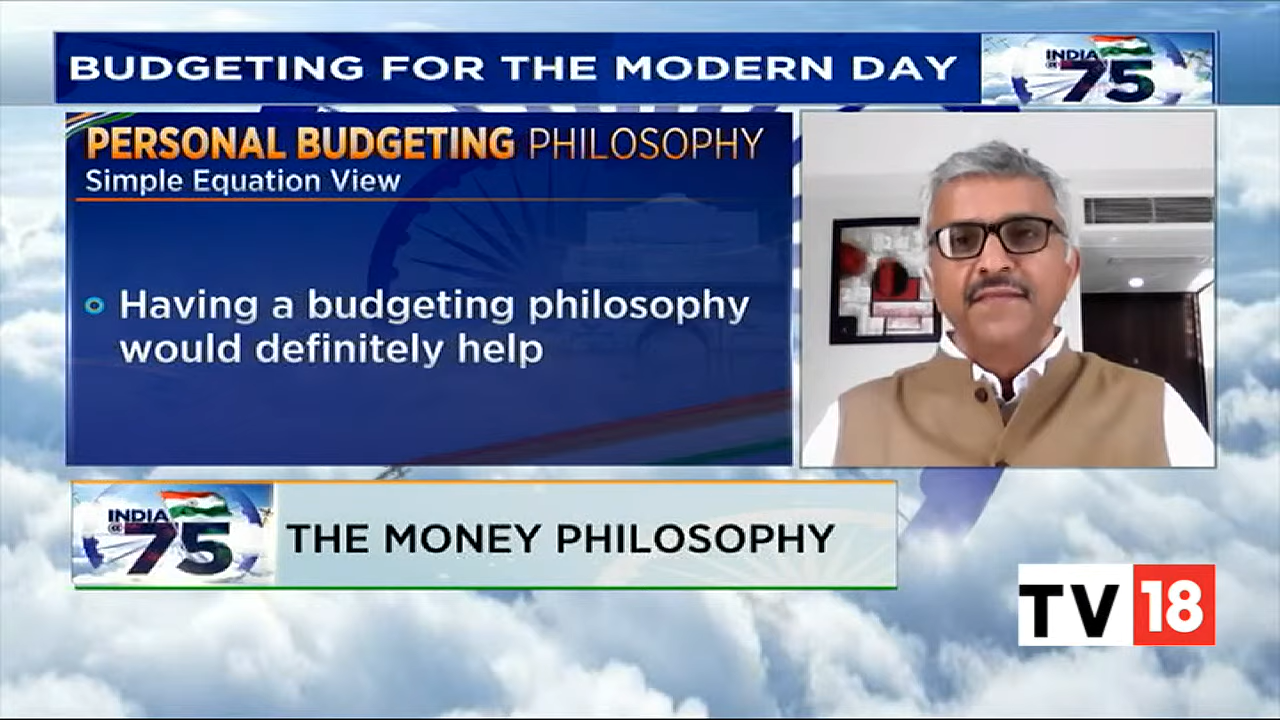 BUDGETING FOR THE MODERN DAY
INDIA
@75
PERSONAL BUDGETING PHILOSOPHY
Simple Equation View
Having a budgeting philosophy
would definitely help
INDIA
@75
THE MONEY PHILOSOPHY
TV18